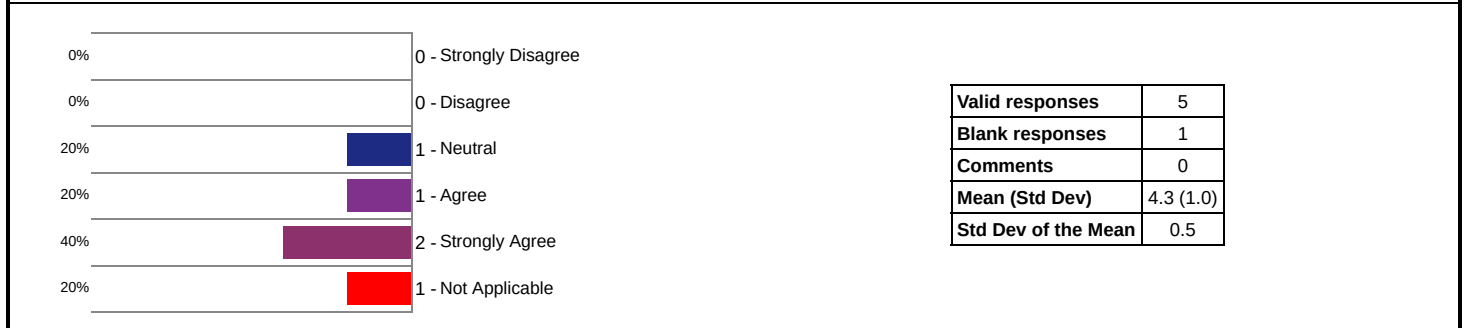 0% 0 - Strongly Disagree
0% 0 - Disagree
20% 1 - Neutral
20% 1 - Agree
40% 2 - Strongly Agree
20% 1 - Not Applicable
Valid responses 5
Blank responses 1
Comments 0
Mean (Std Dev) 4.3 (1.0)
Std Dev of the Mean 0.5